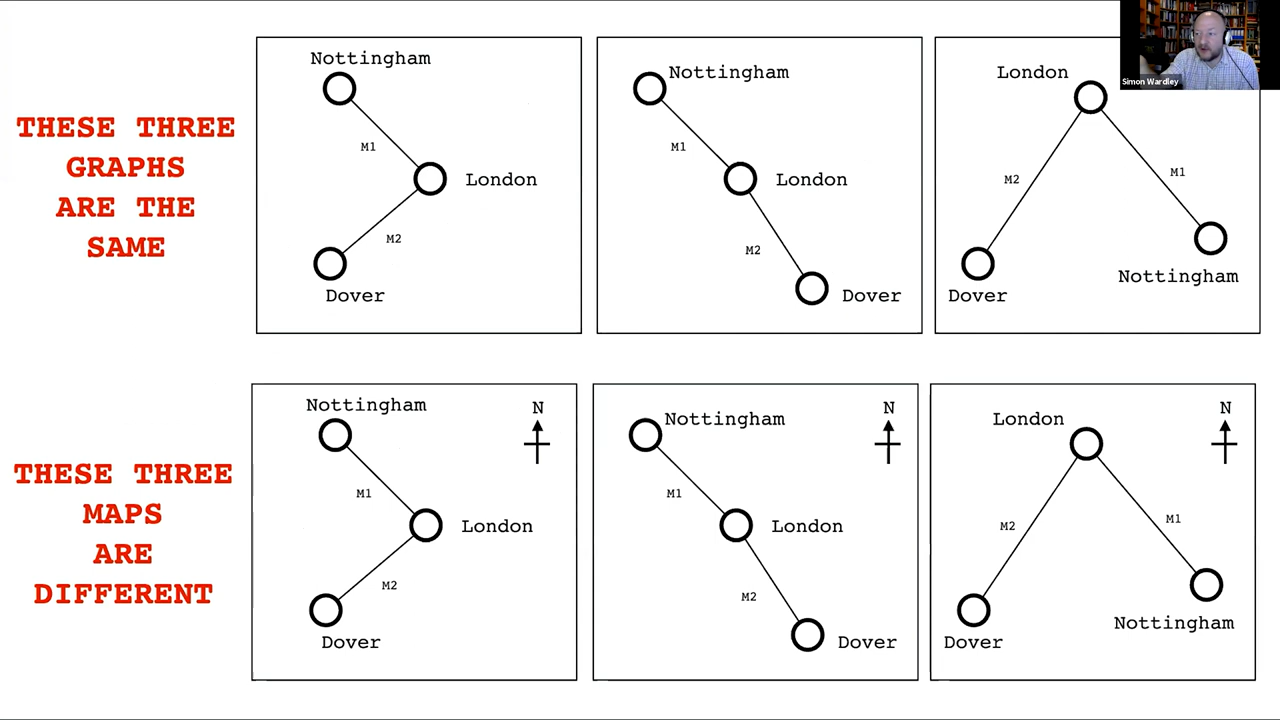 THESE THREE
GRAPHS
ARE THE
SAME
Nottingham
M1
London
M2
Dover
Nottingham
M1
London
M2
Dover
London
M2
M1
Dover
Nottingham
Simon Wardley
THESE THREE
MAPS
ARE
DIFFERENT
Nottingham
N
M1
London
M2
Dover
Nottingham
N
M1
London
M2
Dover
London
N
M2
M1
Dover
Nottingham